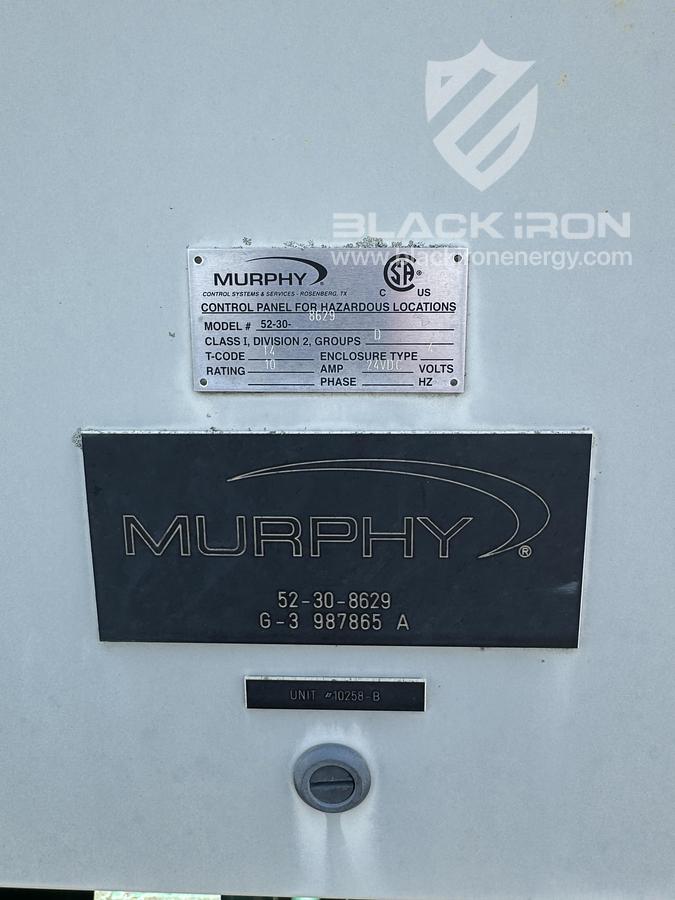 BLACK iRON
www.blackironenergy.com
MURPHY ®
CONTROL SYSTEMS & SERVICES - ROSENBERG, TX
SA ®
C US
CONTROL PANEL FOR HAZARDOUS LOCATIONS
MODEL # 52-30- 8629
CLASS I, DIVISION 2, GROUPS D
T-CODE T4 ENCLOSURE TYPE 4
RATING 10 AMP 24VDC VOLTS
PHASE HZ
MURPHY ®
52-30-8629
G-3 987865 A
UNIT #10258-B